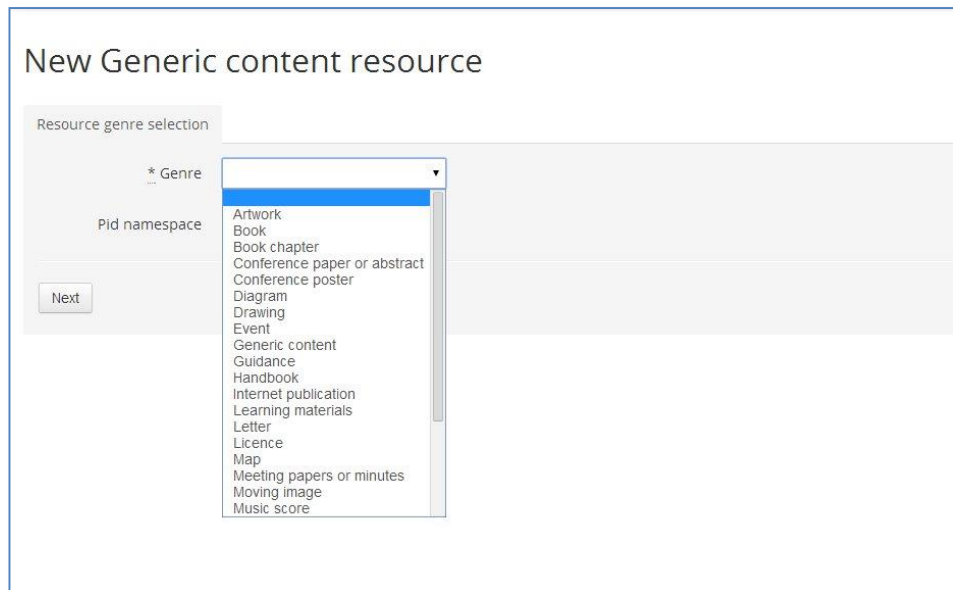 New Generic content resource
Resource genre selection
* Genre
Pid namespace
Next
Artwork
Book
Book chapter
Conference paper or abstract
Conference poster
Diagram
Drawing
Event
Generic content
Guidance
Handbook
Internet publication
Learning materials
Letter
Licence
Map
Meeting papers or minutes
Moving image
Music score